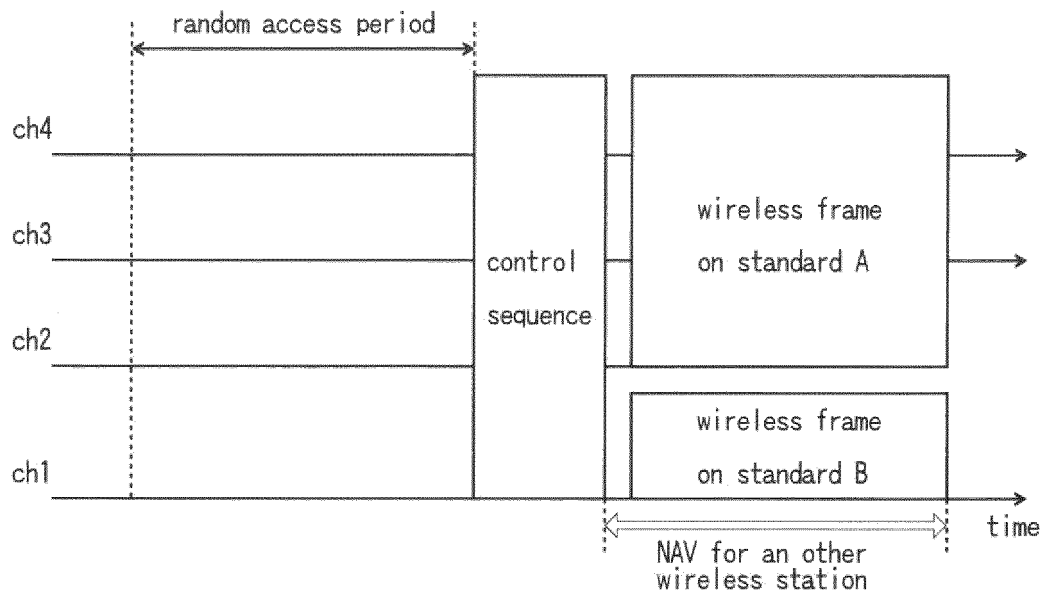 random access period
ch4
wireless frame
ch3
on standard A
control
sequence
ch2
wireless frame
ch1
on standard B
time
NAV for an other
wireless station